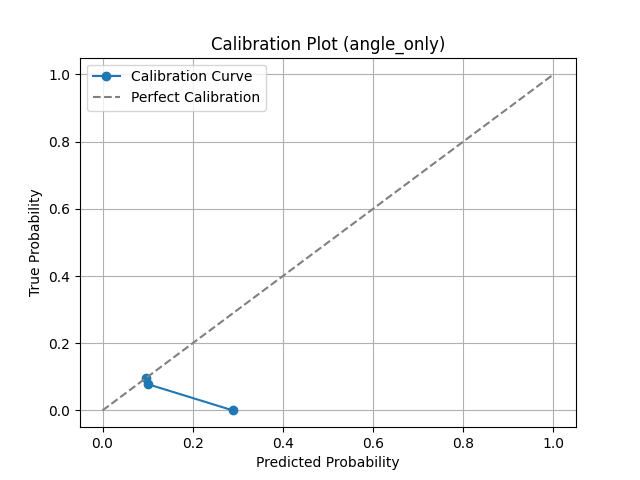 Calibration Plot (angle_only)
Calibration Curve
Perfect Calibration
True Probability
1.0
0.8
0.6
0.4
0.2
0.0
0.0 0.2 0.4 0.6 0.8 1.0
Predicted Probability